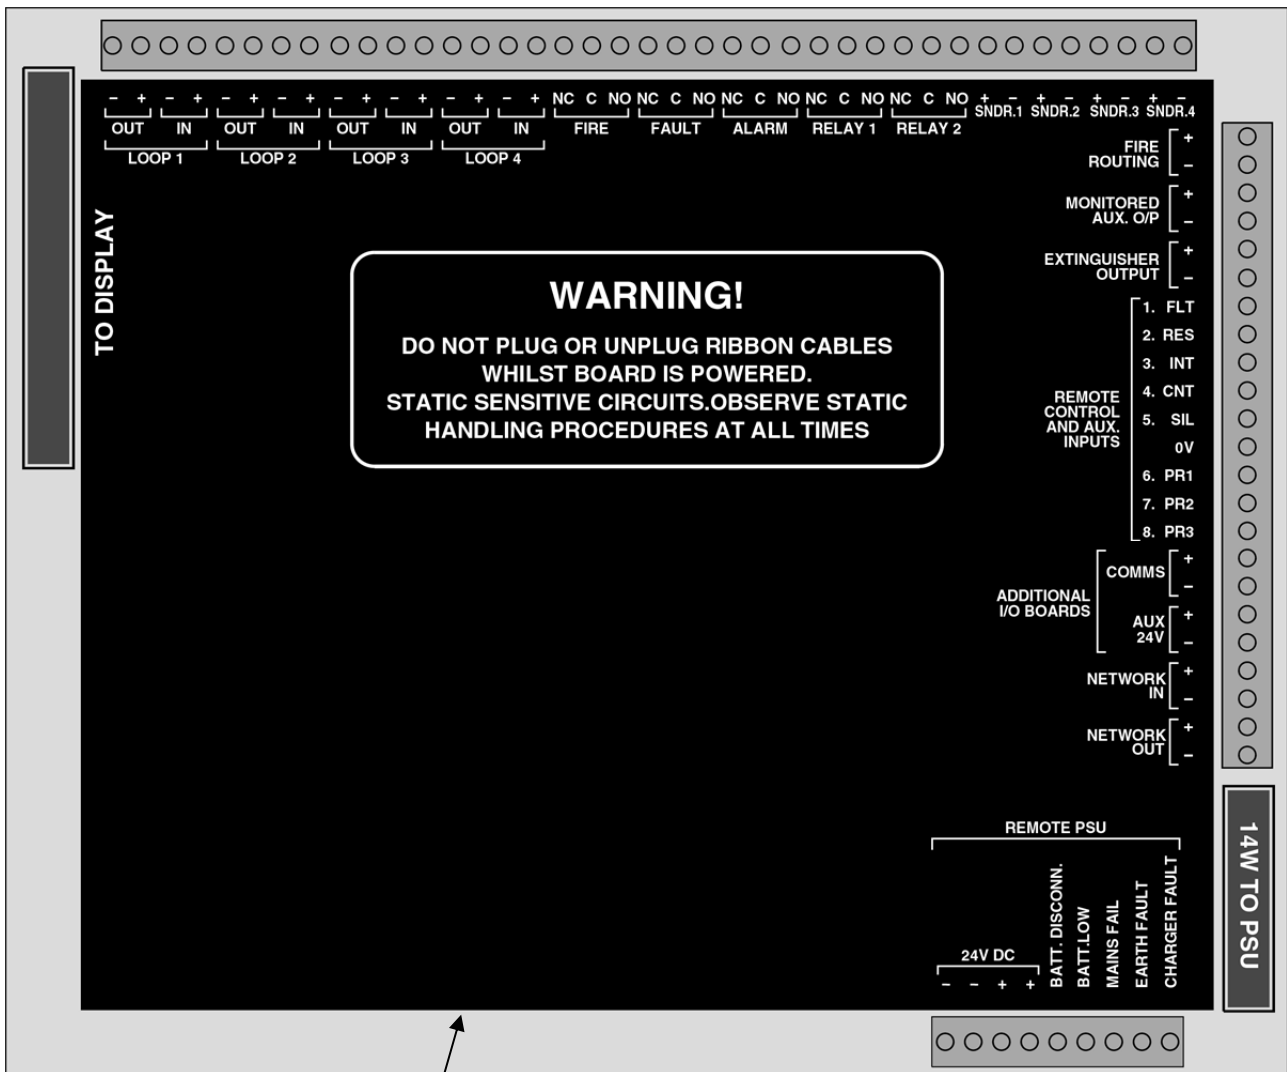 − + − + − + − + − + − + − + − + NC C NO NC C NO NC C NO NC C NO NC C NO + − + − + − + −
OUT IN OUT IN OUT IN OUT IN FIRE FAULT ALARM RELAY 1 RELAY 2 SNDR.1 SNDR.2 SNDR.3 SNDR.4
LOOP 1 LOOP 2 LOOP 3 LOOP 4
TO DISPLAY
WARNING!
DO NOT PLUG OR UNPLUG RIBBON CABLES
WHILST BOARD IS POWERED.
STATIC SENSITIVE CIRCUITS.OBSERVE STATIC
HANDLING PROCEDURES AT ALL TIMES
FIRE
ROUTING
+
−
MONITORED
AUX. O/P
+
−
EXTINGUISHER
OUTPUT
+
−
REMOTE
CONTROL
AND AUX.
INPUTS
1. FLT
2. RES
3. INT
4. CNT
5. SIL
0V
6. PR1
7. PR2
8. PR3
ADDITIONAL
I/O BOARDS
COMMS
+
−
AUX
24V
+
−
NETWORK
IN
+
−
NETWORK
OUT
+
−
REMOTE PSU
24V DC
− − + +
BATT. DISCONN.
BATT.LOW
MAINS FAIL
EARTH FAULT
CHARGER FAULT
14W TO PSU